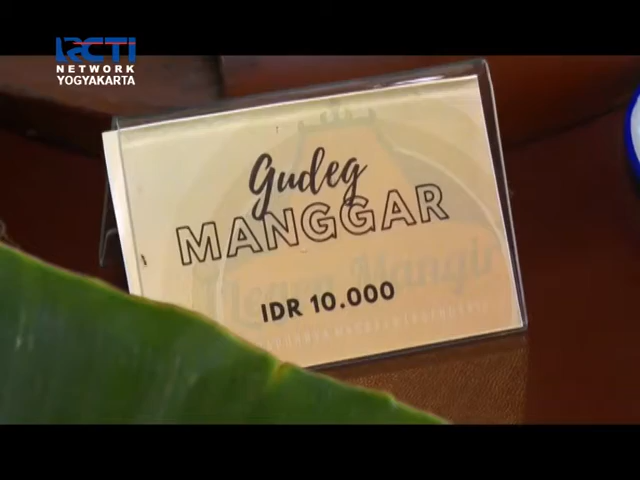 RCTI
NETWORK
YOGYAKARTA
Gudeg
MANGGAR
IDR 10.000